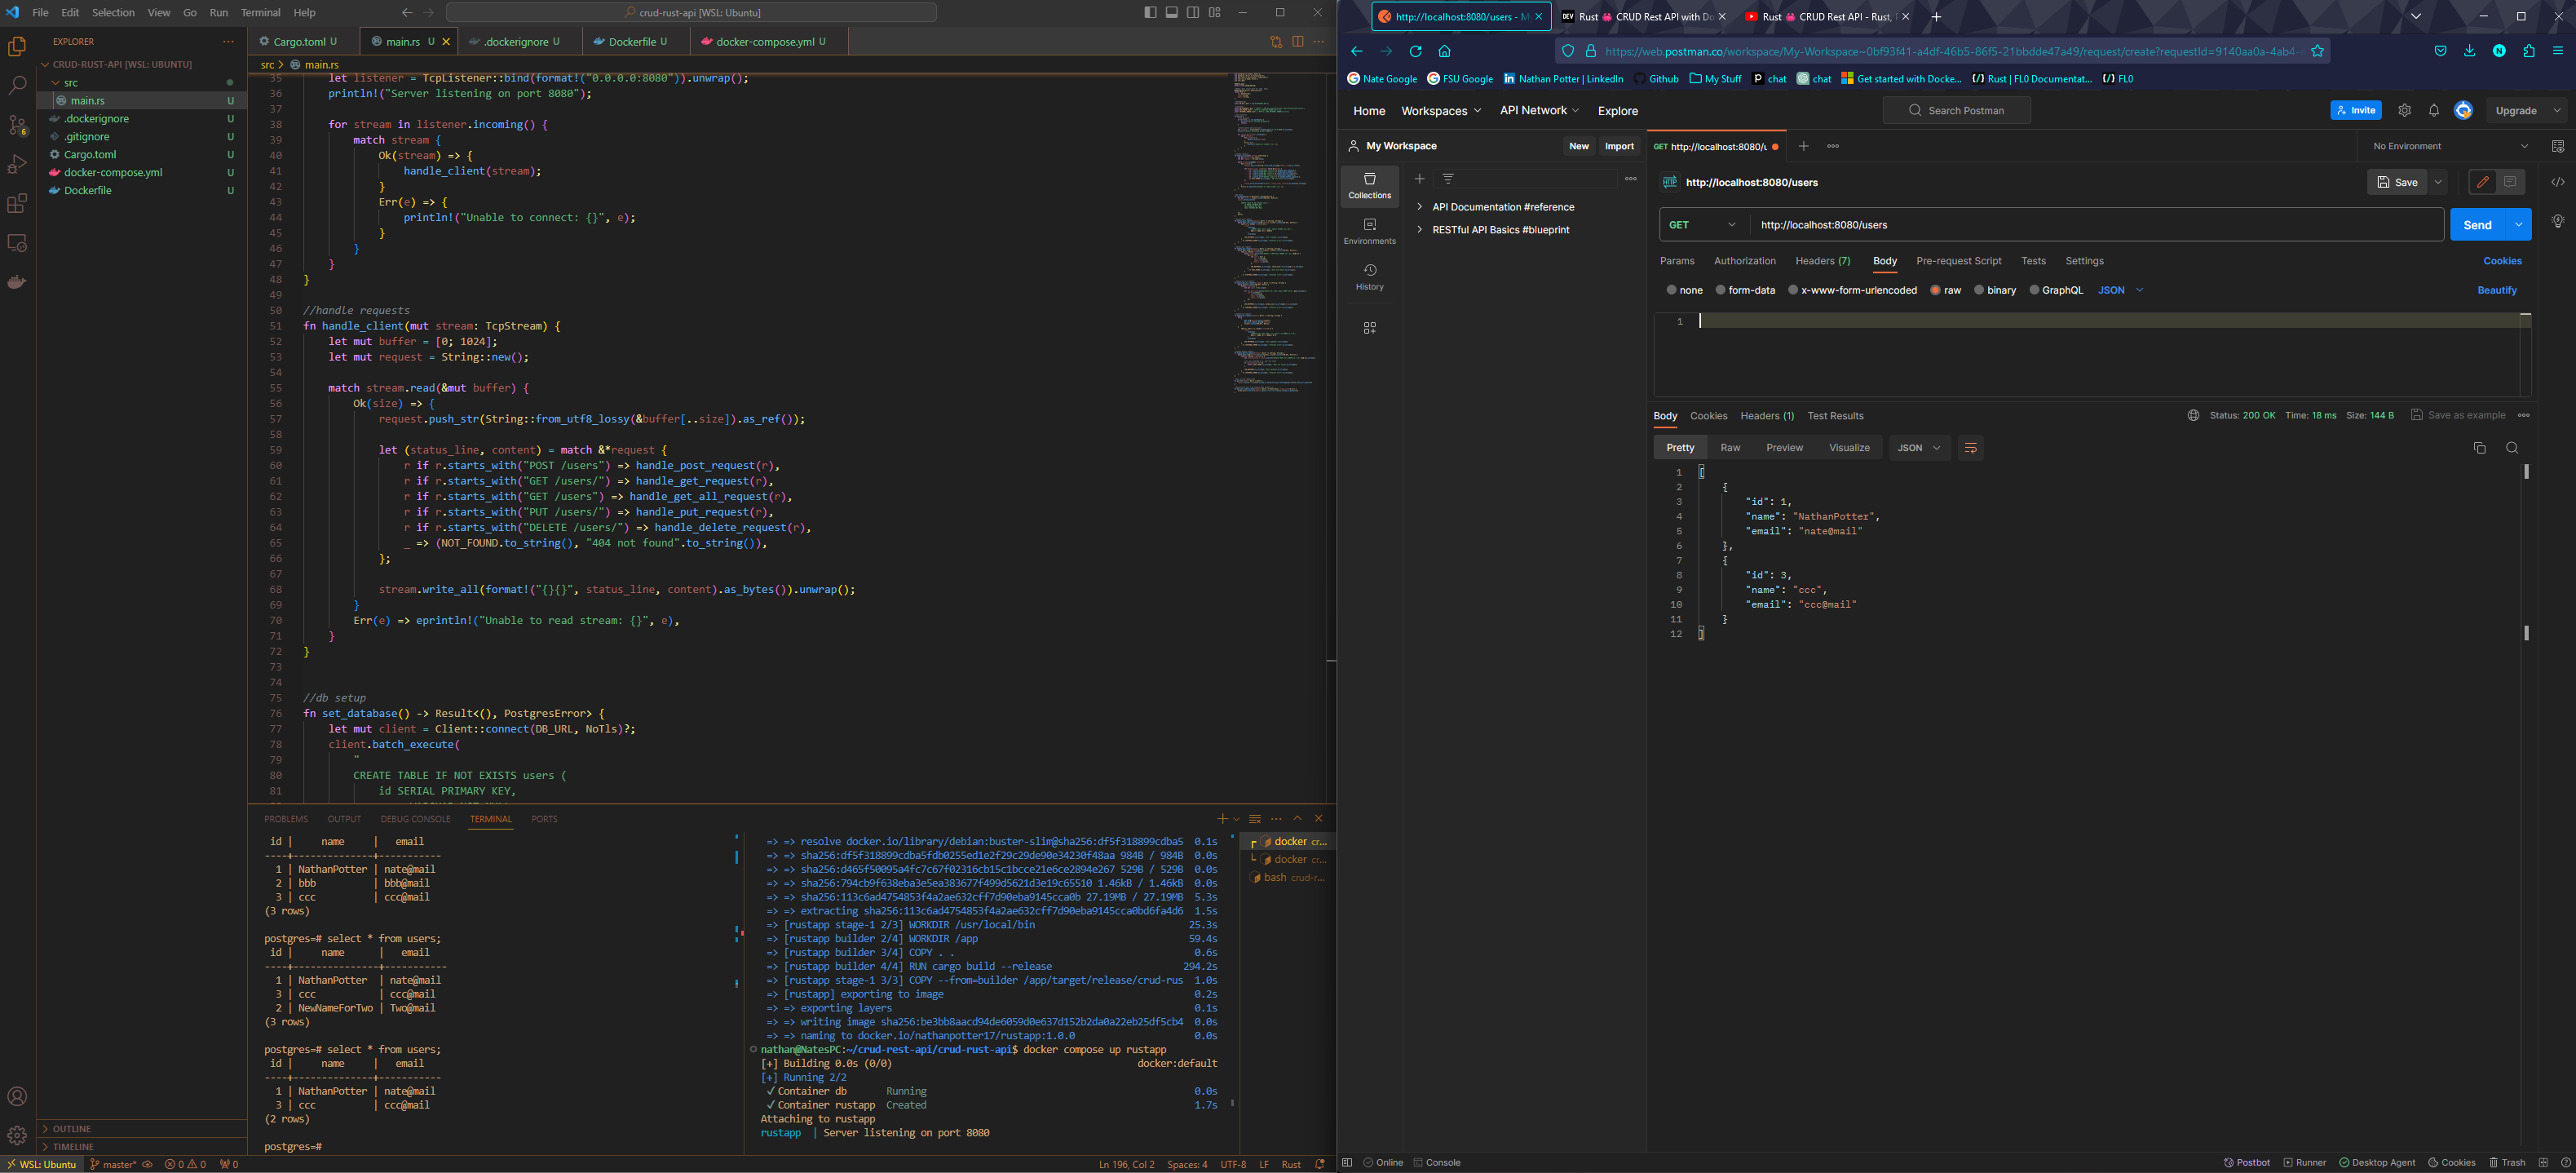 File Edit Selection View Go Run Terminal Help
crud-rust-api [WSL: Ubuntu]
EXPLORER
CRUD-RUST-API [WSL: UBUNTU]
src
main.rs U
.dockerignore U
.gitignore U
Cargo.toml U
docker-compose.yml U
Dockerfile U
OUTLINE
TIMELINE
Cargo.toml U main.rs U .dockerignore U Dockerfile U docker-compose.yml U
src > main.rs
35 let listener = TcpListener::bind(format!("0.0.0.0:8080")).unwrap();
36 println!("Server listening on port 8080");
37
38 for stream in listener.incoming() {
39 match stream {
40 Ok(stream) => {
41 handle_client(stream);
42 }
43 Err(e) => {
44 println!("Unable to connect: {}", e);
45 }
46 }
47 }
48 }
49
50 //handle requests
51 fn handle_client(mut stream: TcpStream) {
52 let mut buffer = [0; 1024];
53 let mut request = String::new();
54
55 match stream.read(&mut buffer) {
56 Ok(size) => {
57 request.push_str(String::from_utf8_lossy(&buffer[..size]).as_ref());
58
59 let (status_line, content) = match &*request {
60 r if r.starts_with("POST /users") => handle_post_request(r),
61 r if r.starts_with("GET /users/") => handle_get_request(r),
62 r if r.starts_with("GET /users") => handle_get_all_request(r),
63 r if r.starts_with("PUT /users/") => handle_put_request(r),
64 r if r.starts_with("DELETE /users/") => handle_delete_request(r),
65 _ => (NOT_FOUND.to_string(), "404 not found".to_string()),
66 };
67
68 stream.write_all(format!("{}{}", status_line, content).as_bytes()).unwrap();
69 }
70 Err(e) => eprintln!("Unable to read stream: {}", e),
71 }
72 }
73
74
75 //db setup
76 fn set_database() -> Result<(), PostgresError> {
77 let mut client = Client::connect(DB_URL, NoTls)?;
78 client.batch_execute(
79 "
80 CREATE TABLE IF NOT EXISTS users (
81 id SERIAL PRIMARY KEY,
PROBLEMS OUTPUT DEBUG CONSOLE TERMINAL PORTS
id | name | email
----+--------------+-----------
1 | NathanPotter | nate@mail
2 | bbb | bbb@mail
3 | ccc | ccc@mail
(3 rows)
postgres=# select * from users;
id | name | email
----+---------------+-----------
1 | NathanPotter | nate@mail
3 | ccc | ccc@mail
2 | NewNameForTwo | Two@mail
(3 rows)
postgres=# select * from users;
id | name | email
----+--------------+-----------
1 | NathanPotter | nate@mail
3 | ccc | ccc@mail
(2 rows)
postgres=#
=> => resolve docker.io/library/debian:buster-slim@sha256:df5f318899cdba5 0.1s
=> => sha256:df5f318899cdba5fdb0255ed1e2f29c29de90e34230f48aa 984B / 984B 0.0s
=> => sha256:d465f50095a4fc7c67f02316cb15c1bcce21e6ce2894e267 529B / 529B 0.0s
=> => sha256:794cb9f638eba3e5ea383677f499d5621d3e19c65510 1.46kB / 1.46kB 0.0s
=> => sha256:113c6ad4754853f4a2ae632cff7d90eba9145cca0b 27.19MB / 27.19MB 5.3s
=> => extracting sha256:113c6ad4754853f4a2ae632cff7d90eba9145cca0bd6fa4d6 1.5s
=> [rustapp stage-1 2/3] WORKDIR /usr/local/bin 25.3s
=> [rustapp builder 2/4] WORKDIR /app 59.4s
=> [rustapp builder 3/4] COPY . . 0.6s
=> [rustapp builder 4/4] RUN cargo build --release 294.2s
=> [rustapp stage-1 3/3] COPY --from=builder /app/target/release/crud-rus 1.0s
=> [rustapp] exporting to image 0.2s
=> => exporting layers 0.1s
=> => writing image sha256:be3bb8aacd94de6059d0e637d152b2da0a22eb25df5cb4 0.0s
=> => naming to docker.io/nathanpotter17/rustapp:1.0.0 0.0s
nathan@NatesPC:~/crud-rest-api/crud-rust-api$ docker compose up rustapp
[+] Building 0.0s (0/0) docker:default
[+] Running 2/2
✓ Container db Running 0.0s
✓ Container rustapp Created 1.7s
Attaching to rustapp
rustapp | Server listening on port 8080
docker cr...
docker cr...
bash crud-r...
WSL: Ubuntu master* 0 0 0
Ln 196, Col 2 Spaces: 4 UTF-8 LF Rust
http://localhost:8080/users - M
DEV Rust 🦀 CRUD Rest API with Do
Rust 🦀 CRUD Rest API - Rust,
https://web.postman.co/workspace/My-Workspace~0bf93f41-a4df-46b5-86f5-21bbdde47a49/request/create?requestId=9140aa0a-4ab4-
Nate Google FSU Google Nathan Potter | LinkedIn Github My Stuff chat chat Get started with Docke... Rust | FL0 Documentat... FL0
Home Workspaces API Network Explore
Search Postman
Invite Upgrade
My Workspace New Import
GET http://localhost:8080/u
No Environment
Collections
Environments
History
API Documentation #reference
RESTful API Basics #blueprint
HTTP http://localhost:8080/users
Save
GET http://localhost:8080/users
Send
Params Authorization Headers (7) Body Pre-request Script Tests Settings Cookies
none form-data x-www-form-urlencoded raw binary GraphQL JSON Beautify
1
Body Cookies Headers (1) Test Results
Status: 200 OK Time: 18 ms Size: 144 B Save as example
Pretty Raw Preview Visualize JSON
1 [
2 {
3 "id": 1,
4 "name": "NathanPotter",
5 "email": "nate@mail"
6 },
7 {
8 "id": 3,
9 "name": "ccc",
10 "email": "ccc@mail"
11 }
12 ]
Online Console
Postbot Runner Desktop Agent Cookies Trash